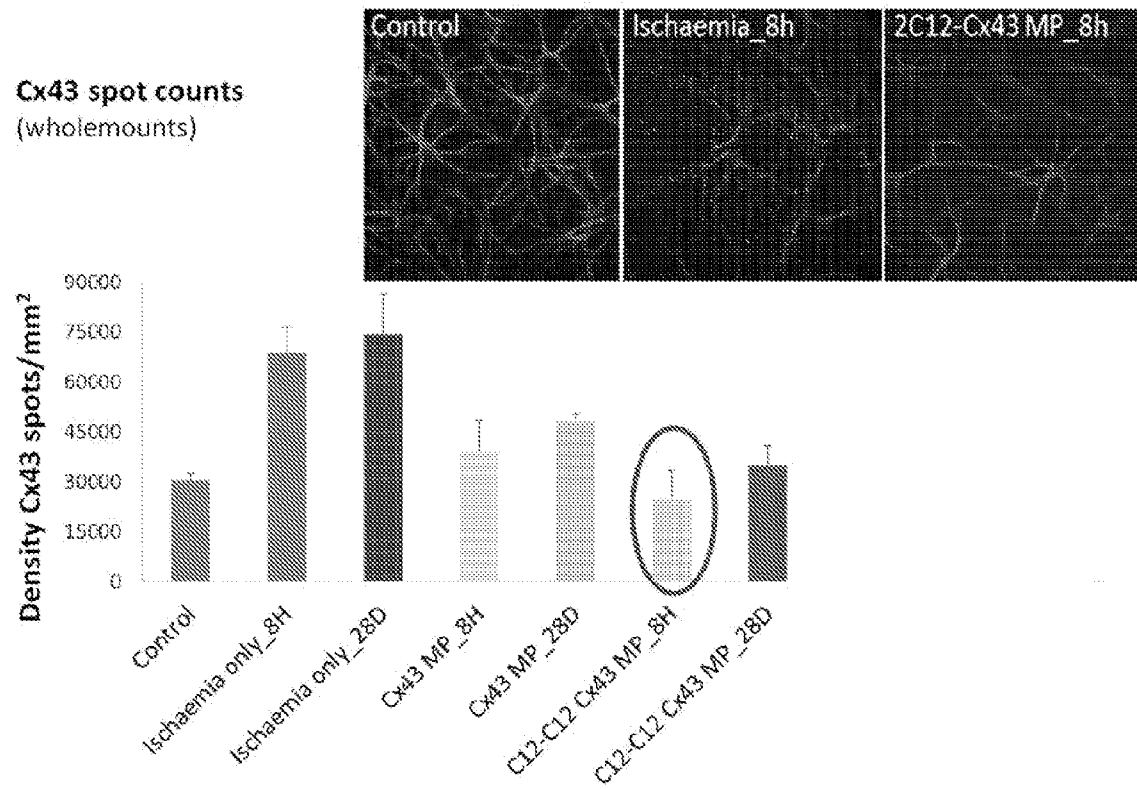 Control
Ischaemia_8h
2C12-Cx43 MP_8h
Cx43 spot counts
(wholemounts)
Density Cx43 spots/mm²
90000
75000
60000
45000
30000
15000
0
Control
Ischaemia only_8H
Ischaemia only_28D
Cx43 MP_8H
Cx43 MP_28D
C12-C12 Cx43 MP_8H
C12-C12 Cx43 MP_28D